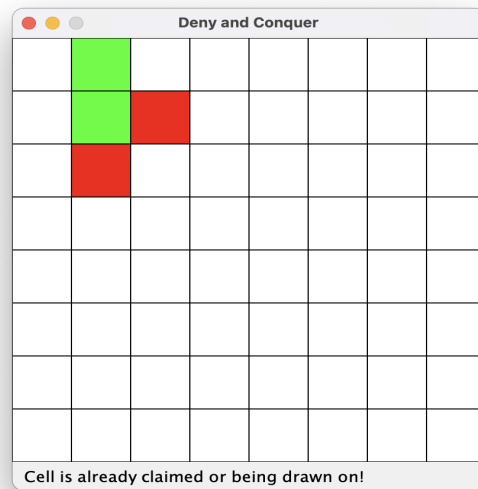 Deny and Conquer
Cell is already claimed or being drawn on!